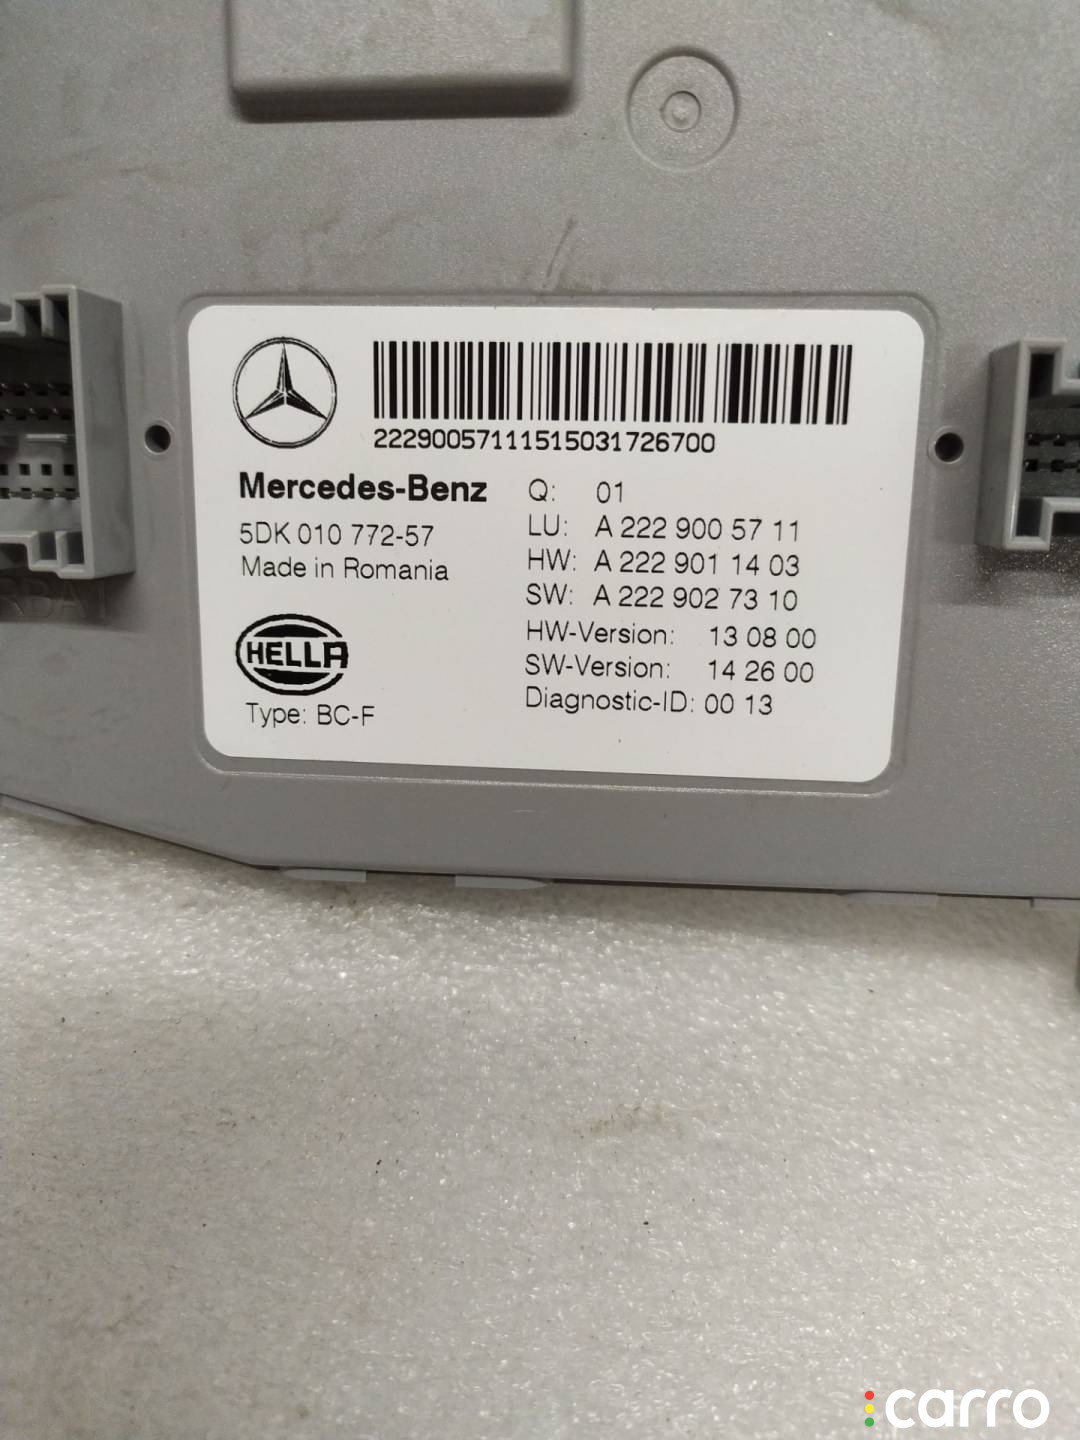 22290057111515031726700
Mercedes-Benz
5DK 010 772-57
Made in Romania
HELLA
Type: BC-F
Q: 01
LU: A 222 900 57 11
HW: A 222 901 14 03
SW: A 222 902 73 10
HW-Version: 13 08 00
SW-Version: 14 26 00
Diagnostic-ID: 00 13
carro